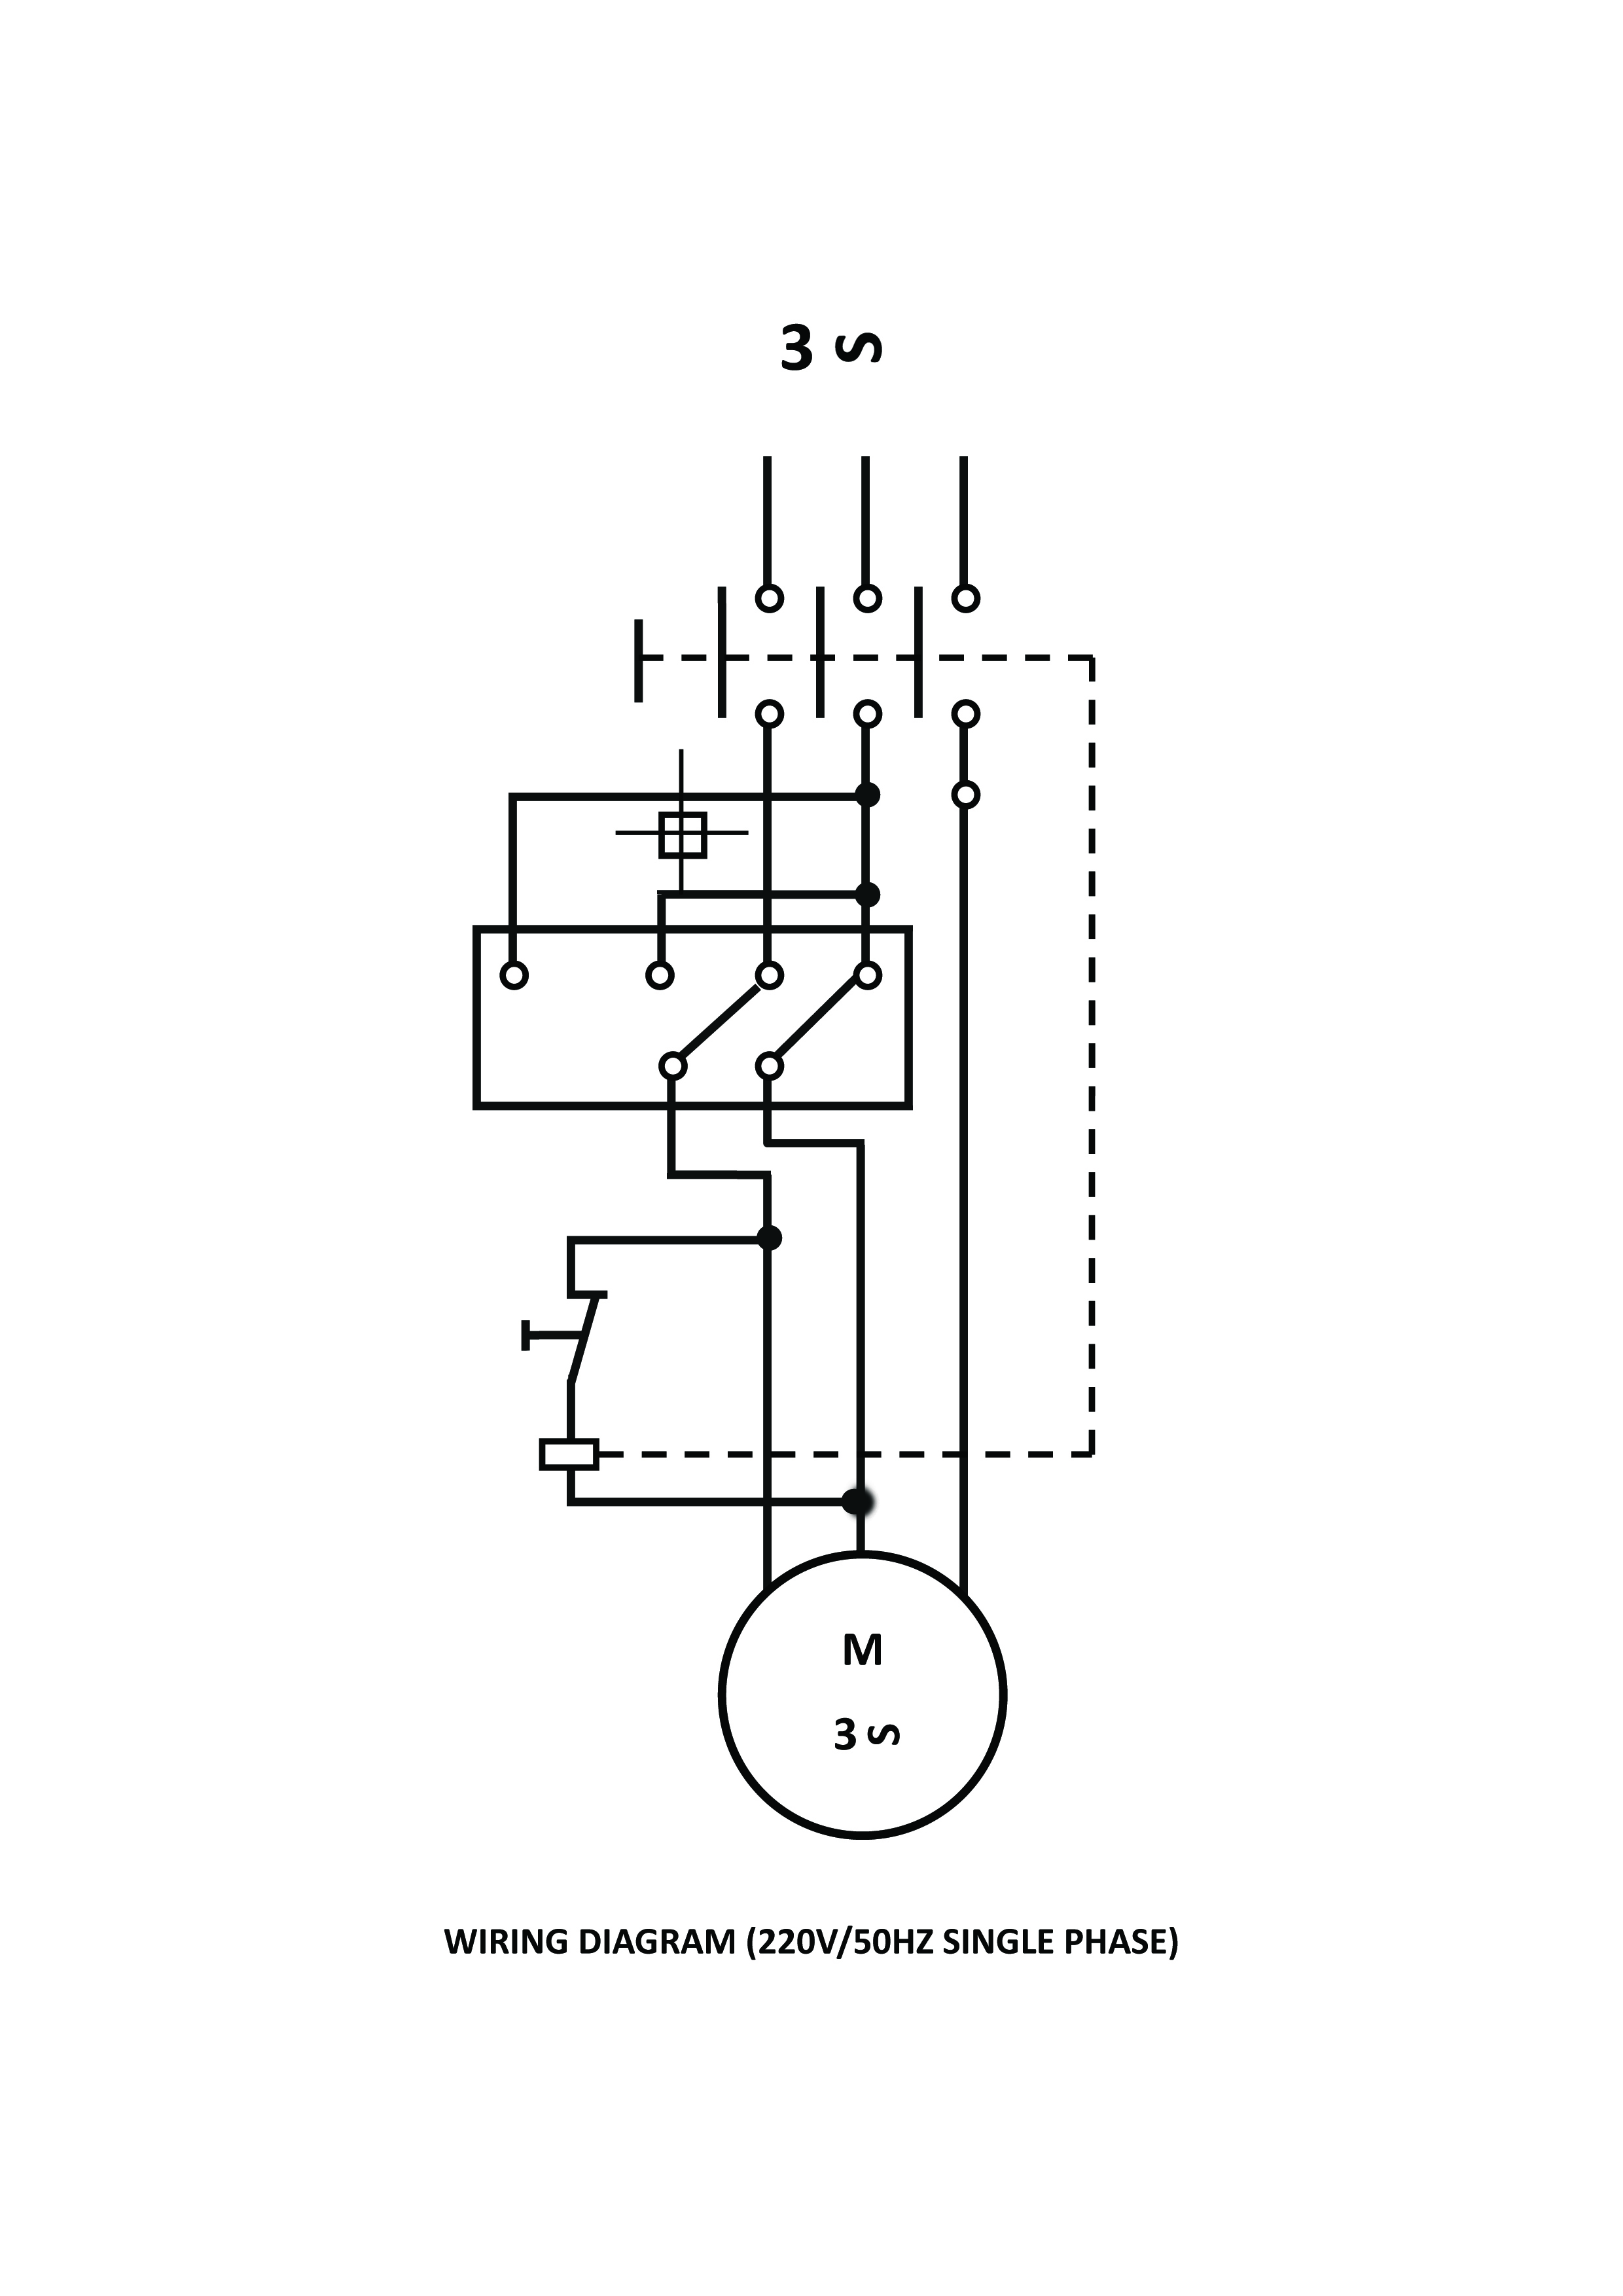 3 ∽
M
3 ∽
WIRING DIAGRAM (220V/50HZ SINGLE PHASE)